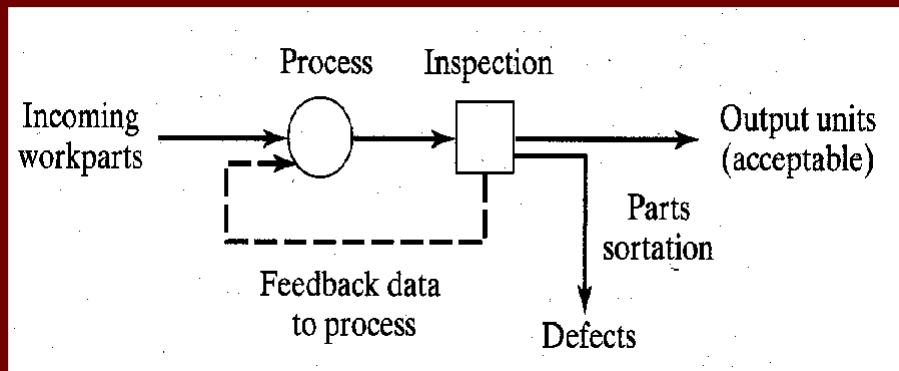 Process
Inspection
Incoming
workparts
Output units
(acceptable)
Parts
sortation
Feedback data
to process
Defects